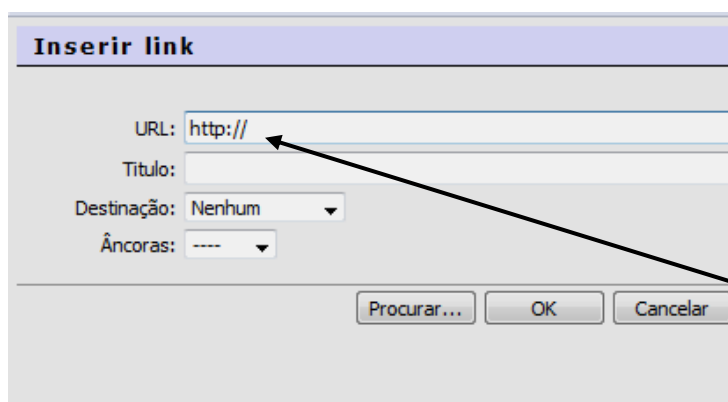 Inserir link
URL: http://
Titulo:
Destinação: Nenhum
Âncoras: ----
Procurar... OK Cancelar